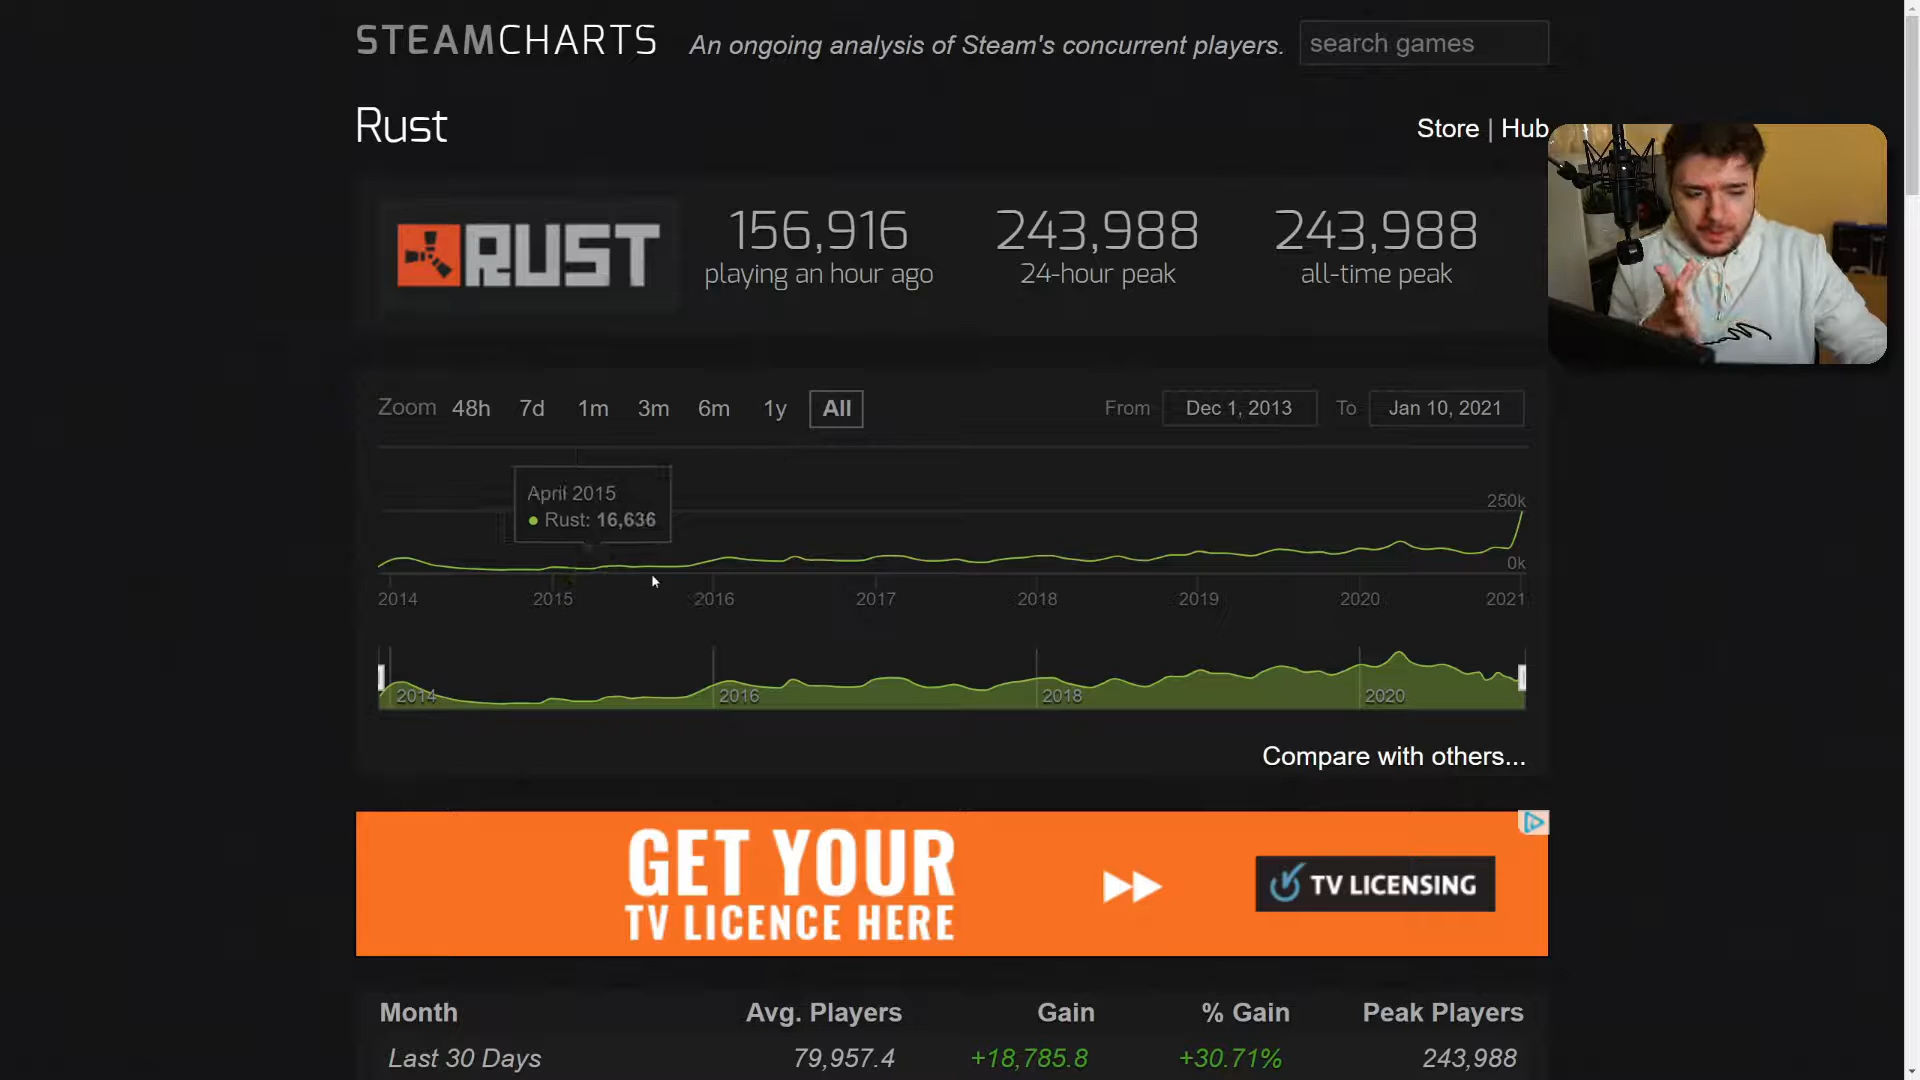 STEAMCHARTS An ongoing analysis of Steam's concurrent players. search games
Rust
Store | Hub
RUST
156,916
playing an hour ago
243,988
24-hour peak
243,988
all-time peak
Zoom 48h 7d 1m 3m 6m 1y All From Dec 1, 2013 To Jan 10, 2021
April 2015
Rust: 16,636
250k
0k
2014 2015 2016 2017 2018 2019 2020 2021
2014 2016 2018 2020
Compare with others...
GET YOUR
TV LICENCE HERE
TV LICENSING
Month Avg. Players Gain % Gain Peak Players
Last 30 Days 79,957.4 +18,785.8 +30.71% 243,988